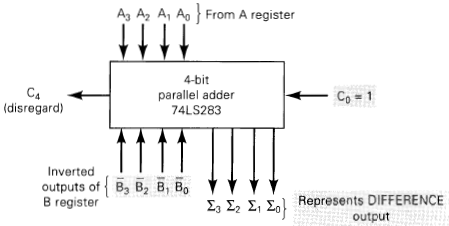 A₃ A₂ A₁ A₀ } From A register
4-bit
parallel adder
74LS283
C₄
(disregard)
C₀ = 1
Inverted
outputs of
B register
{ B̅₃ B̅₂ B̅₁ B̅₀
Σ₃ Σ₂ Σ₁ Σ₀ }
Represents DIFFERENCE
output